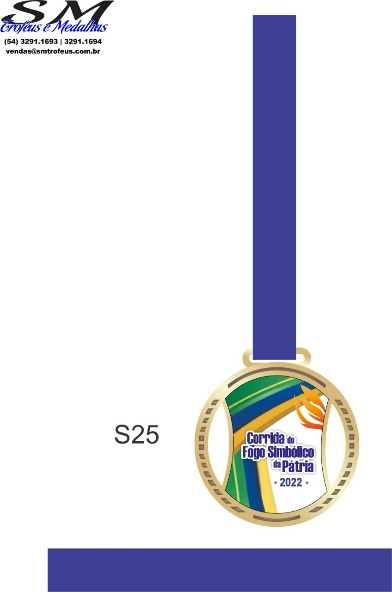 SM
Troféus e Medalhas
(54) 3291.1693 | 3291.1694
vendas@smtrofeus.com.br
S25
Corrida do
Fogo Simbólico
da Pátria
· 2022 ·